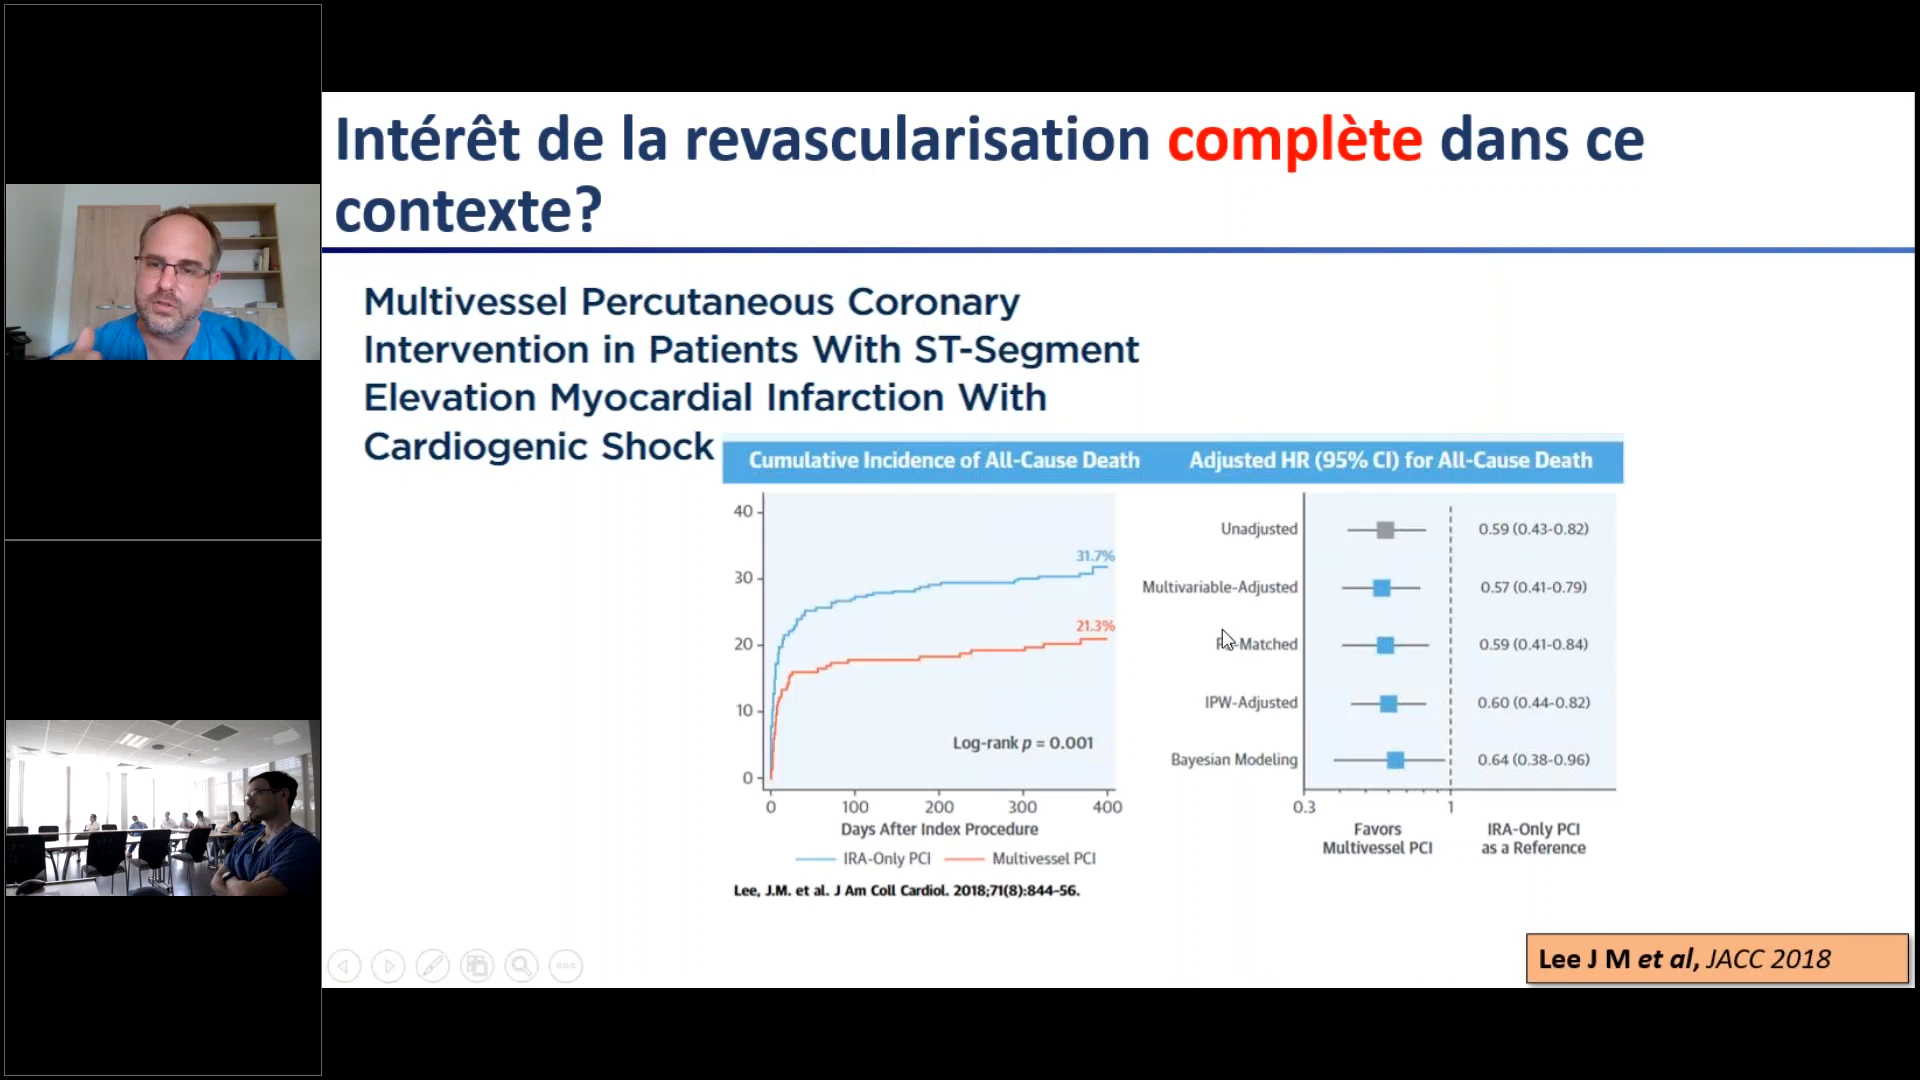 Intérêt de la revascularisation complète dans ce
contexte?
Multivessel Percutaneous Coronary
Intervention in Patients With ST-Segment
Elevation Myocardial Infarction With
Cardiogenic Shock
Cumulative Incidence of All-Cause Death
40
30
20
10
0
31.7%
21.3%
Log-rank p = 0.001
0 100 200 300 400
Days After Index Procedure
IRA-Only PCI Multivessel PCI
Adjusted HR (95% CI) for All-Cause Death
Unadjusted 0.59 (0.43-0.82)
Multivariable-Adjusted 0.57 (0.41-0.79)
-Matched 0.59 (0.41-0.84)
IPW-Adjusted 0.60 (0.44-0.82)
Bayesian Modeling 0.64 (0.38-0.96)
0.3 1
Favors
Multivessel PCI
IRA-Only PCI
as a Reference
Lee, J.M. et al. J Am Coll Cardiol. 2018;71(8):844-56.
Lee J M et al, JACC 2018